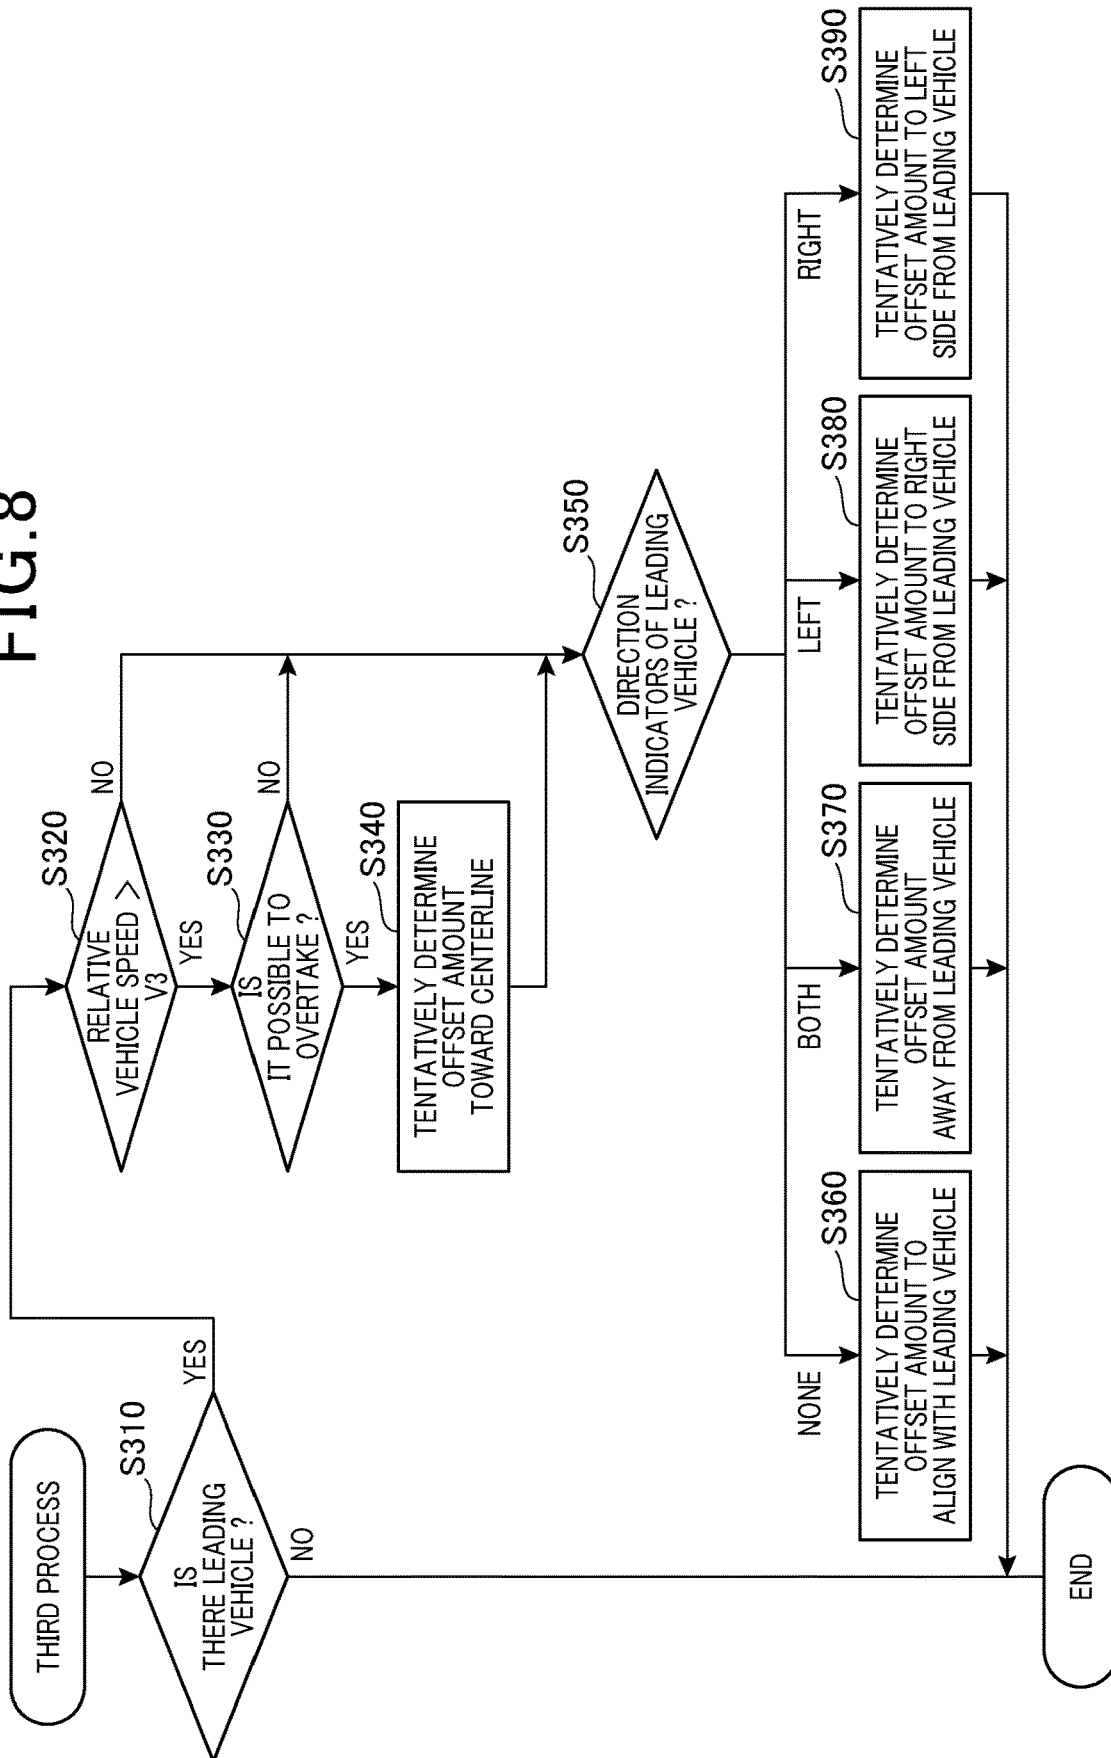 FIG.8
THIRD PROCESS
S310
IS
THERE LEADING
VEHICLE ?
YES
NO
S320
RELATIVE
VEHICLE SPEED >
V3
NO
YES
S330
IS
IT POSSIBLE TO
OVERTAKE ?
NO
YES
S340
TENTATIVELY DETERMINE
OFFSET AMOUNT
TOWARD CENTERLINE
S350
DIRECTION
INDICATORS OF LEADING
VEHICLE ?
NONE
BOTH
LEFT
RIGHT
S360
TENTATIVELY DETERMINE
OFFSET AMOUNT TO
ALIGN WITH LEADING VEHICLE
S370
TENTATIVELY DETERMINE
OFFSET AMOUNT
AWAY FROM LEADING VEHICLE
S380
TENTATIVELY DETERMINE
OFFSET AMOUNT TO RIGHT
SIDE FROM LEADING VEHICLE
S390
TENTATIVELY DETERMINE
OFFSET AMOUNT TO LEFT
SIDE FROM LEADING VEHICLE
END